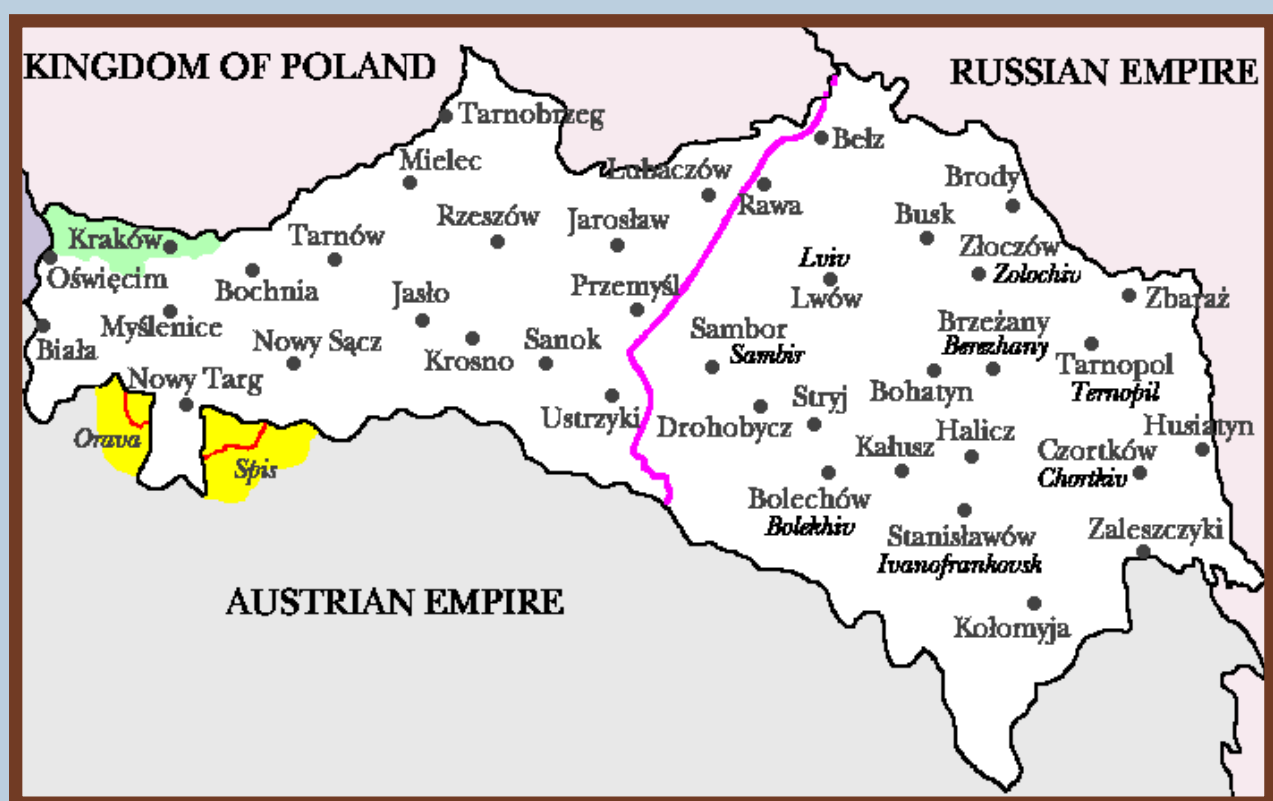 KINGDOM OF POLAND
RUSSIAN EMPIRE
Tarnobrzeg
Bełz
Mielec
Łubaczów
Brody
Rawa
Rzeszów
Jarosław
Busk
Kraków
Tarnów
Złoczów
Zolochiv
Oświęcim
Bochnia
Lviv
Lwów
Jasło
Przemyśl
Zbaraż
Myślenice
Biała
Nowy Sącz
Krosno
Sanok
Sambor
Sambir
Brzeżany
Berezhany
Tarnopol
Ternopil
Nowy Targ
Ustrzyki
Drohobycz
Stryj
Bohatyn
Orava
Spis
Kałusz
Halicz
Czortków
Chortkiv
Husiatyn
Bolechów
Bolekhiv
Stanisławów
Ivanofrankovsk
Zaleszczyki
AUSTRIAN EMPIRE
Kołomyja